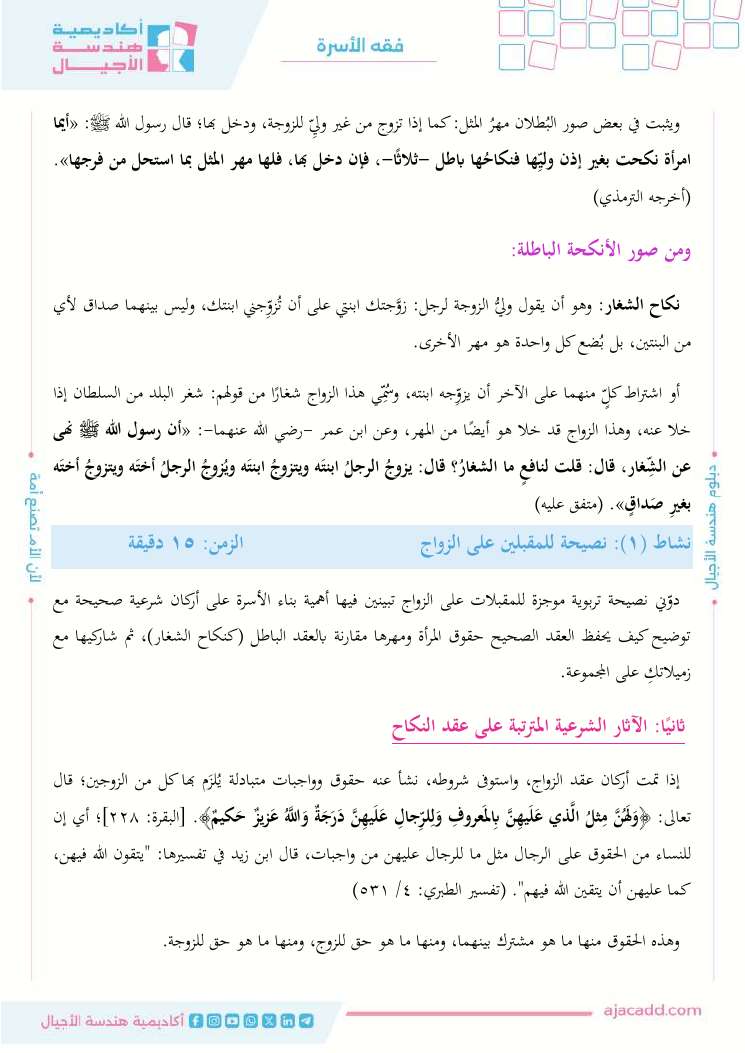 أكاديمية
هندسة
الأجيال
فقه الأسرة
ويثبت في بعض صور البُطلان مهرُ المثل: كما إذا تزوج من غير وليٍّ للزوجة، ودخل بها؛ قال رسول الله ﷺ: «أيما
امرأة نكحت بغير إذن وليِّها فنكاحُها باطل –ثلاثًا–، فإن دخل بها، فلها مهر المثل بما استحل من فرجها».
(أخرجه الترمذي)
ومن صور الأنكحة الباطلة:
نكاح الشغار: وهو أن يقول وليُّ الزوجة لرجل: زوَّجتك ابنتي على أن تُزوِّجني ابنتك، وليس بينهما صداق لأي
من البنتين، بل بُضع كل واحدة هو مهر الأخرى.
أو اشتراط كلٍّ منهما على الآخر أن يزوِّجه ابنته، وسُمِّي هذا الزواج شغارًا من قولهم: شغر البلد من السلطان إذا
خلا عنه، وهذا الزواج قد خلا هو أيضًا من المهر، وعن ابن عمر –رضي الله عنهما–: «أن رسول الله ﷺ نَهى
عن الشِّغار، قال: قلت لنافعٍ ما الشغارُ؟ قال: يزوجُ الرجلُ ابنتَه ويتزوجُ ابنتَه ويُزوجُ الرجلُ أختَه ويتزوجُ أختَه
بغيرِ صَداقٍ». (متفق عليه)
نشاط (١): نصيحة للمقبلين على الزواج الزمن: ١٥ دقيقة
دوّني نصيحة تربوية موجزة للمقبلات على الزواج تبينين فيها أهمية بناء الأسرة على أركان شرعية صحيحة مع
توضيح كيف يحفظ العقد الصحيح حقوق المرأة ومهرها مقارنة بالعقد الباطل (كنكاح الشغار)، ثم شاركيها مع
زميلاتكِ على المجموعة.
ثانيًا: الآثار الشرعية المترتبة على عقد النكاح
إذا تمت أركان عقد الزواج، واستوفى شروطه، نشأ عنه حقوق وواجبات متبادلة يُلزَم بها كل من الزوجين؛ قال
تعالى: ﴿وَلَهُنَّ مِثلُ الَّذي عَلَيهِنَّ بِالمَعروفِ وَلِلرِّجالِ عَلَيهِنَّ دَرَجَةٌ وَاللَّهُ عَزيزٌ حَكيمٌ﴾. [البقرة: ٢٢٨]؛ أي إن
للنساء من الحقوق على الرجال مثل ما للرجال عليهن من واجبات، قال ابن زيد في تفسيرها: "يتقون الله فيهن،
كما عليهن أن يتقين الله فيهم". (تفسير الطبري: ٤/ ٥٣١)
وهذه الحقوق منها ما هو مشترك بينهما، ومنها ما هو حق للزوج، ومنها ما هو حق للزوجة.
دبلوم هندسة الأجيال
لأن الأم تصنع أمة
ajacadd.com
أكاديمية هندسة الأجيال